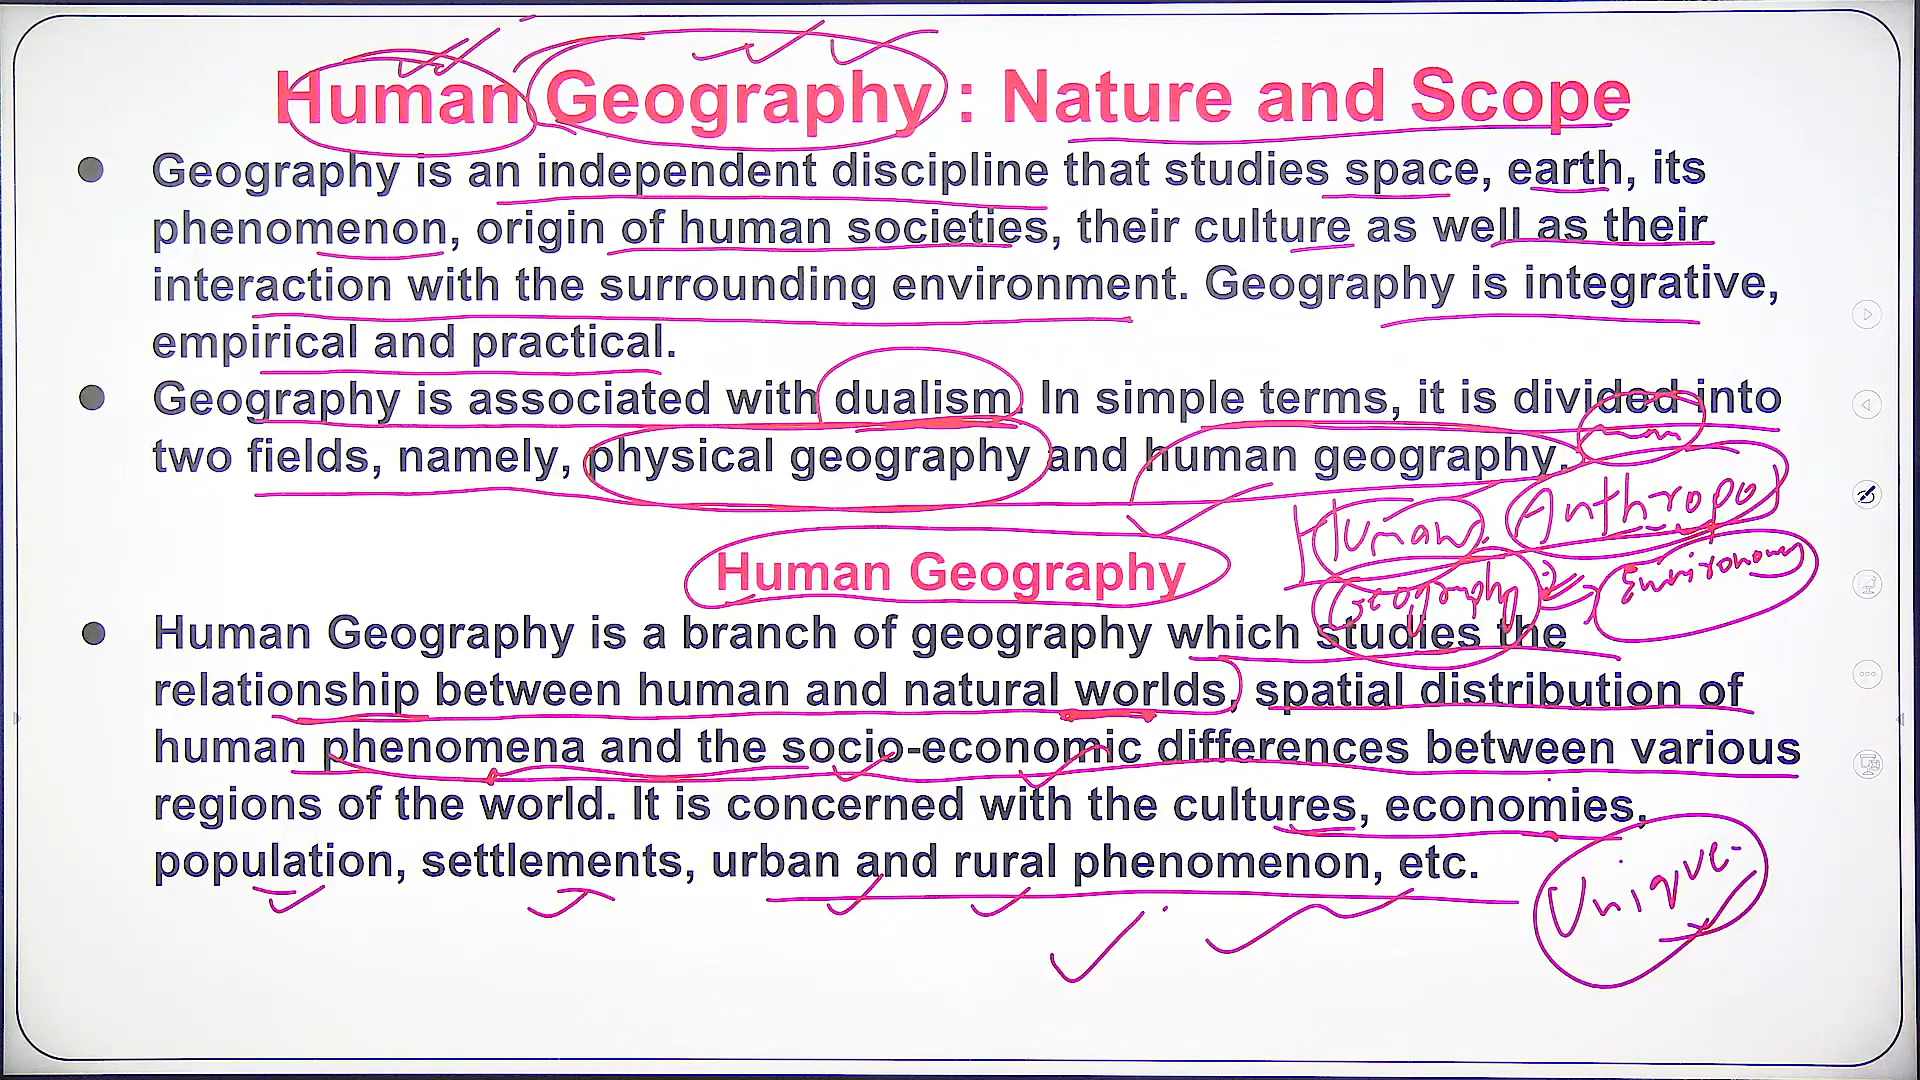 Human Geography : Nature and Scope
● Geography is an independent discipline that studies space, earth, its
phenomenon, origin of human societies, their culture as well as their
interaction with the surrounding environment. Geography is integrative,
empirical and practical.
● Geography is associated with dualism. In simple terms, it is divided into
two fields, namely, physical geography and human geography.
man
Human. Anthropos
Human Geography
Geography
● Human Geography is a branch of geography which studies the
relationship between human and natural worlds, spatial distribution of
human phenomena and the socio-economic differences between various
regions of the world. It is concerned with the cultures, economies,
population, settlements, urban and rural phenomenon, etc.
Unique